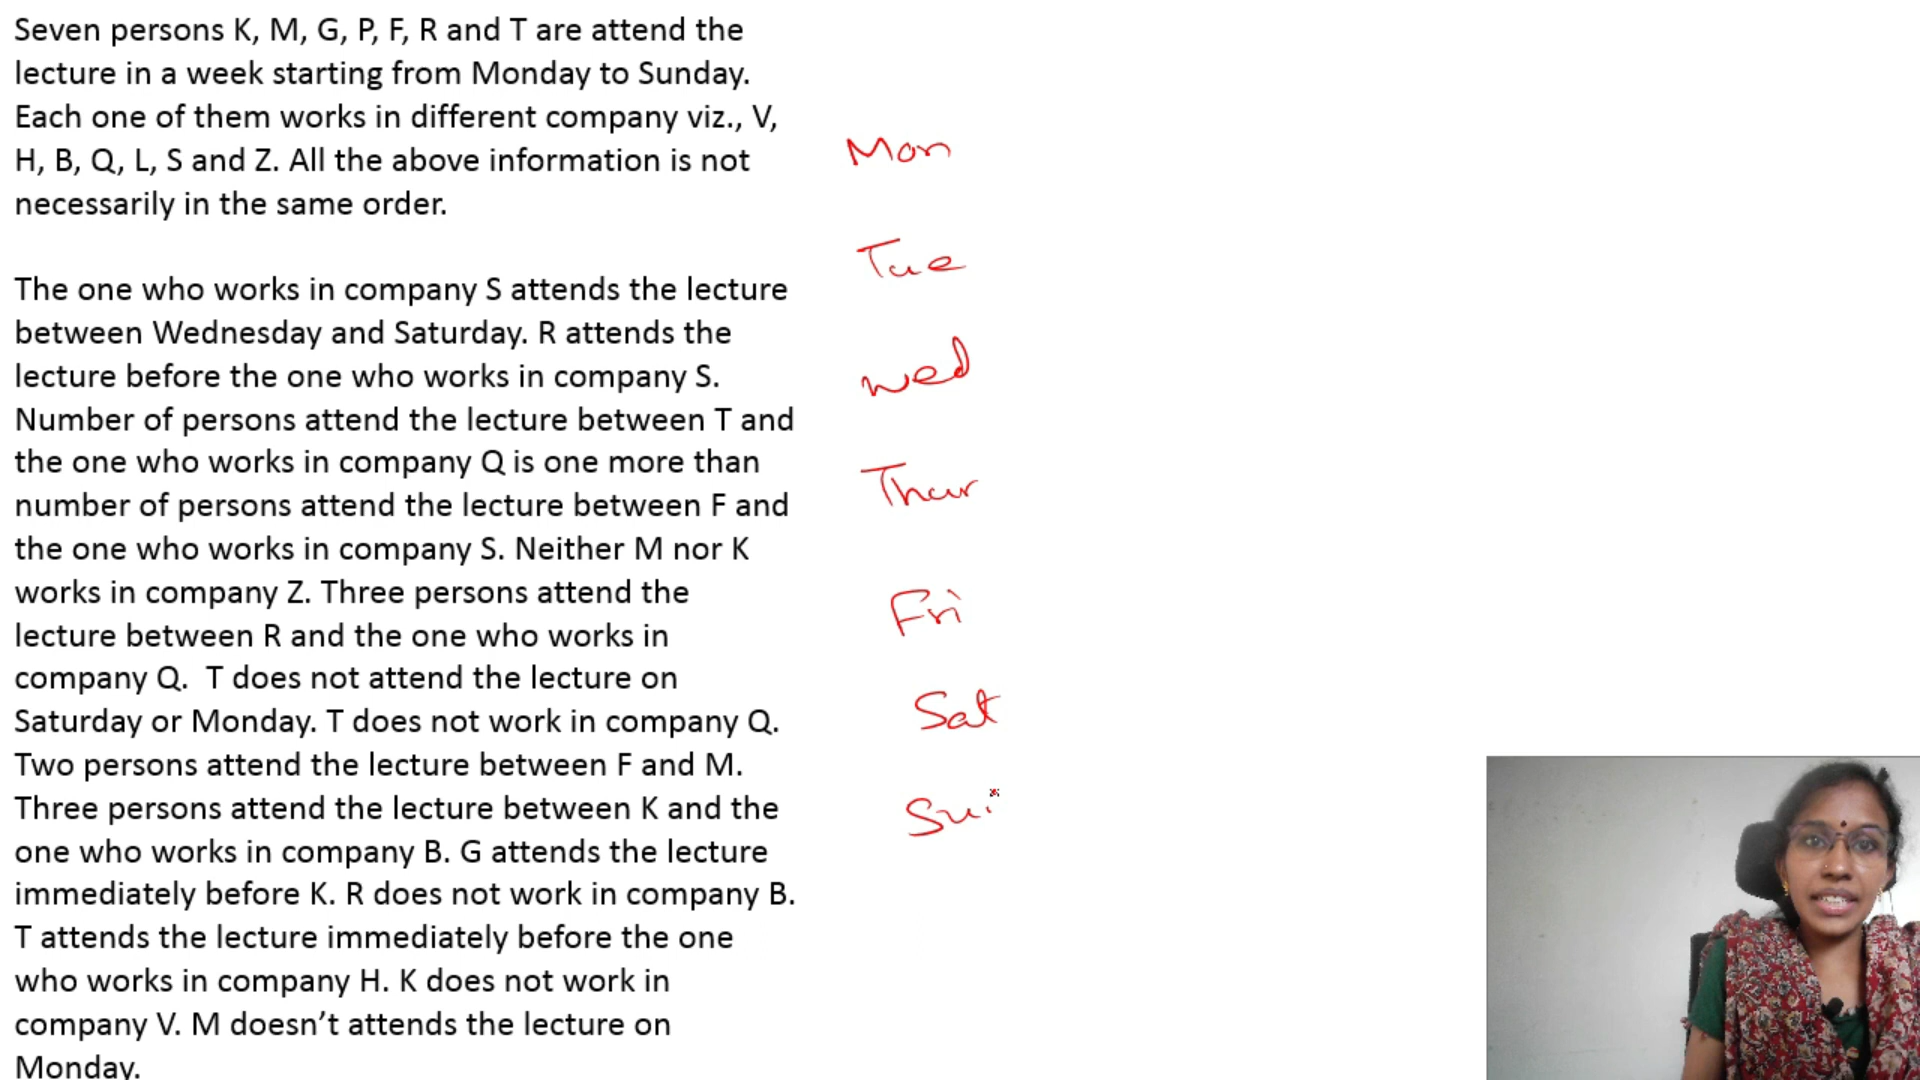 Seven persons K, M, G, P, F, R and T are attend the
lecture in a week starting from Monday to Sunday.
Each one of them works in different company viz., V,
H, B, Q, L, S and Z. All the above information is not
necessarily in the same order.
The one who works in company S attends the lecture
between Wednesday and Saturday. R attends the
lecture before the one who works in company S.
Number of persons attend the lecture between T and
the one who works in company Q is one more than
number of persons attend the lecture between F and
the one who works in company S. Neither M nor K
works in company Z. Three persons attend the
lecture between R and the one who works in
company Q.  T does not attend the lecture on
Saturday or Monday. T does not work in company Q.
Two persons attend the lecture between F and M.
Three persons attend the lecture between K and the
one who works in company B. G attends the lecture
immediately before K. R does not work in company B.
T attends the lecture immediately before the one
who works in company H. K does not work in
company V. M doesn’t attends the lecture on
Monday.
Mon
Tue
Wed
Thur
Fri
Sat